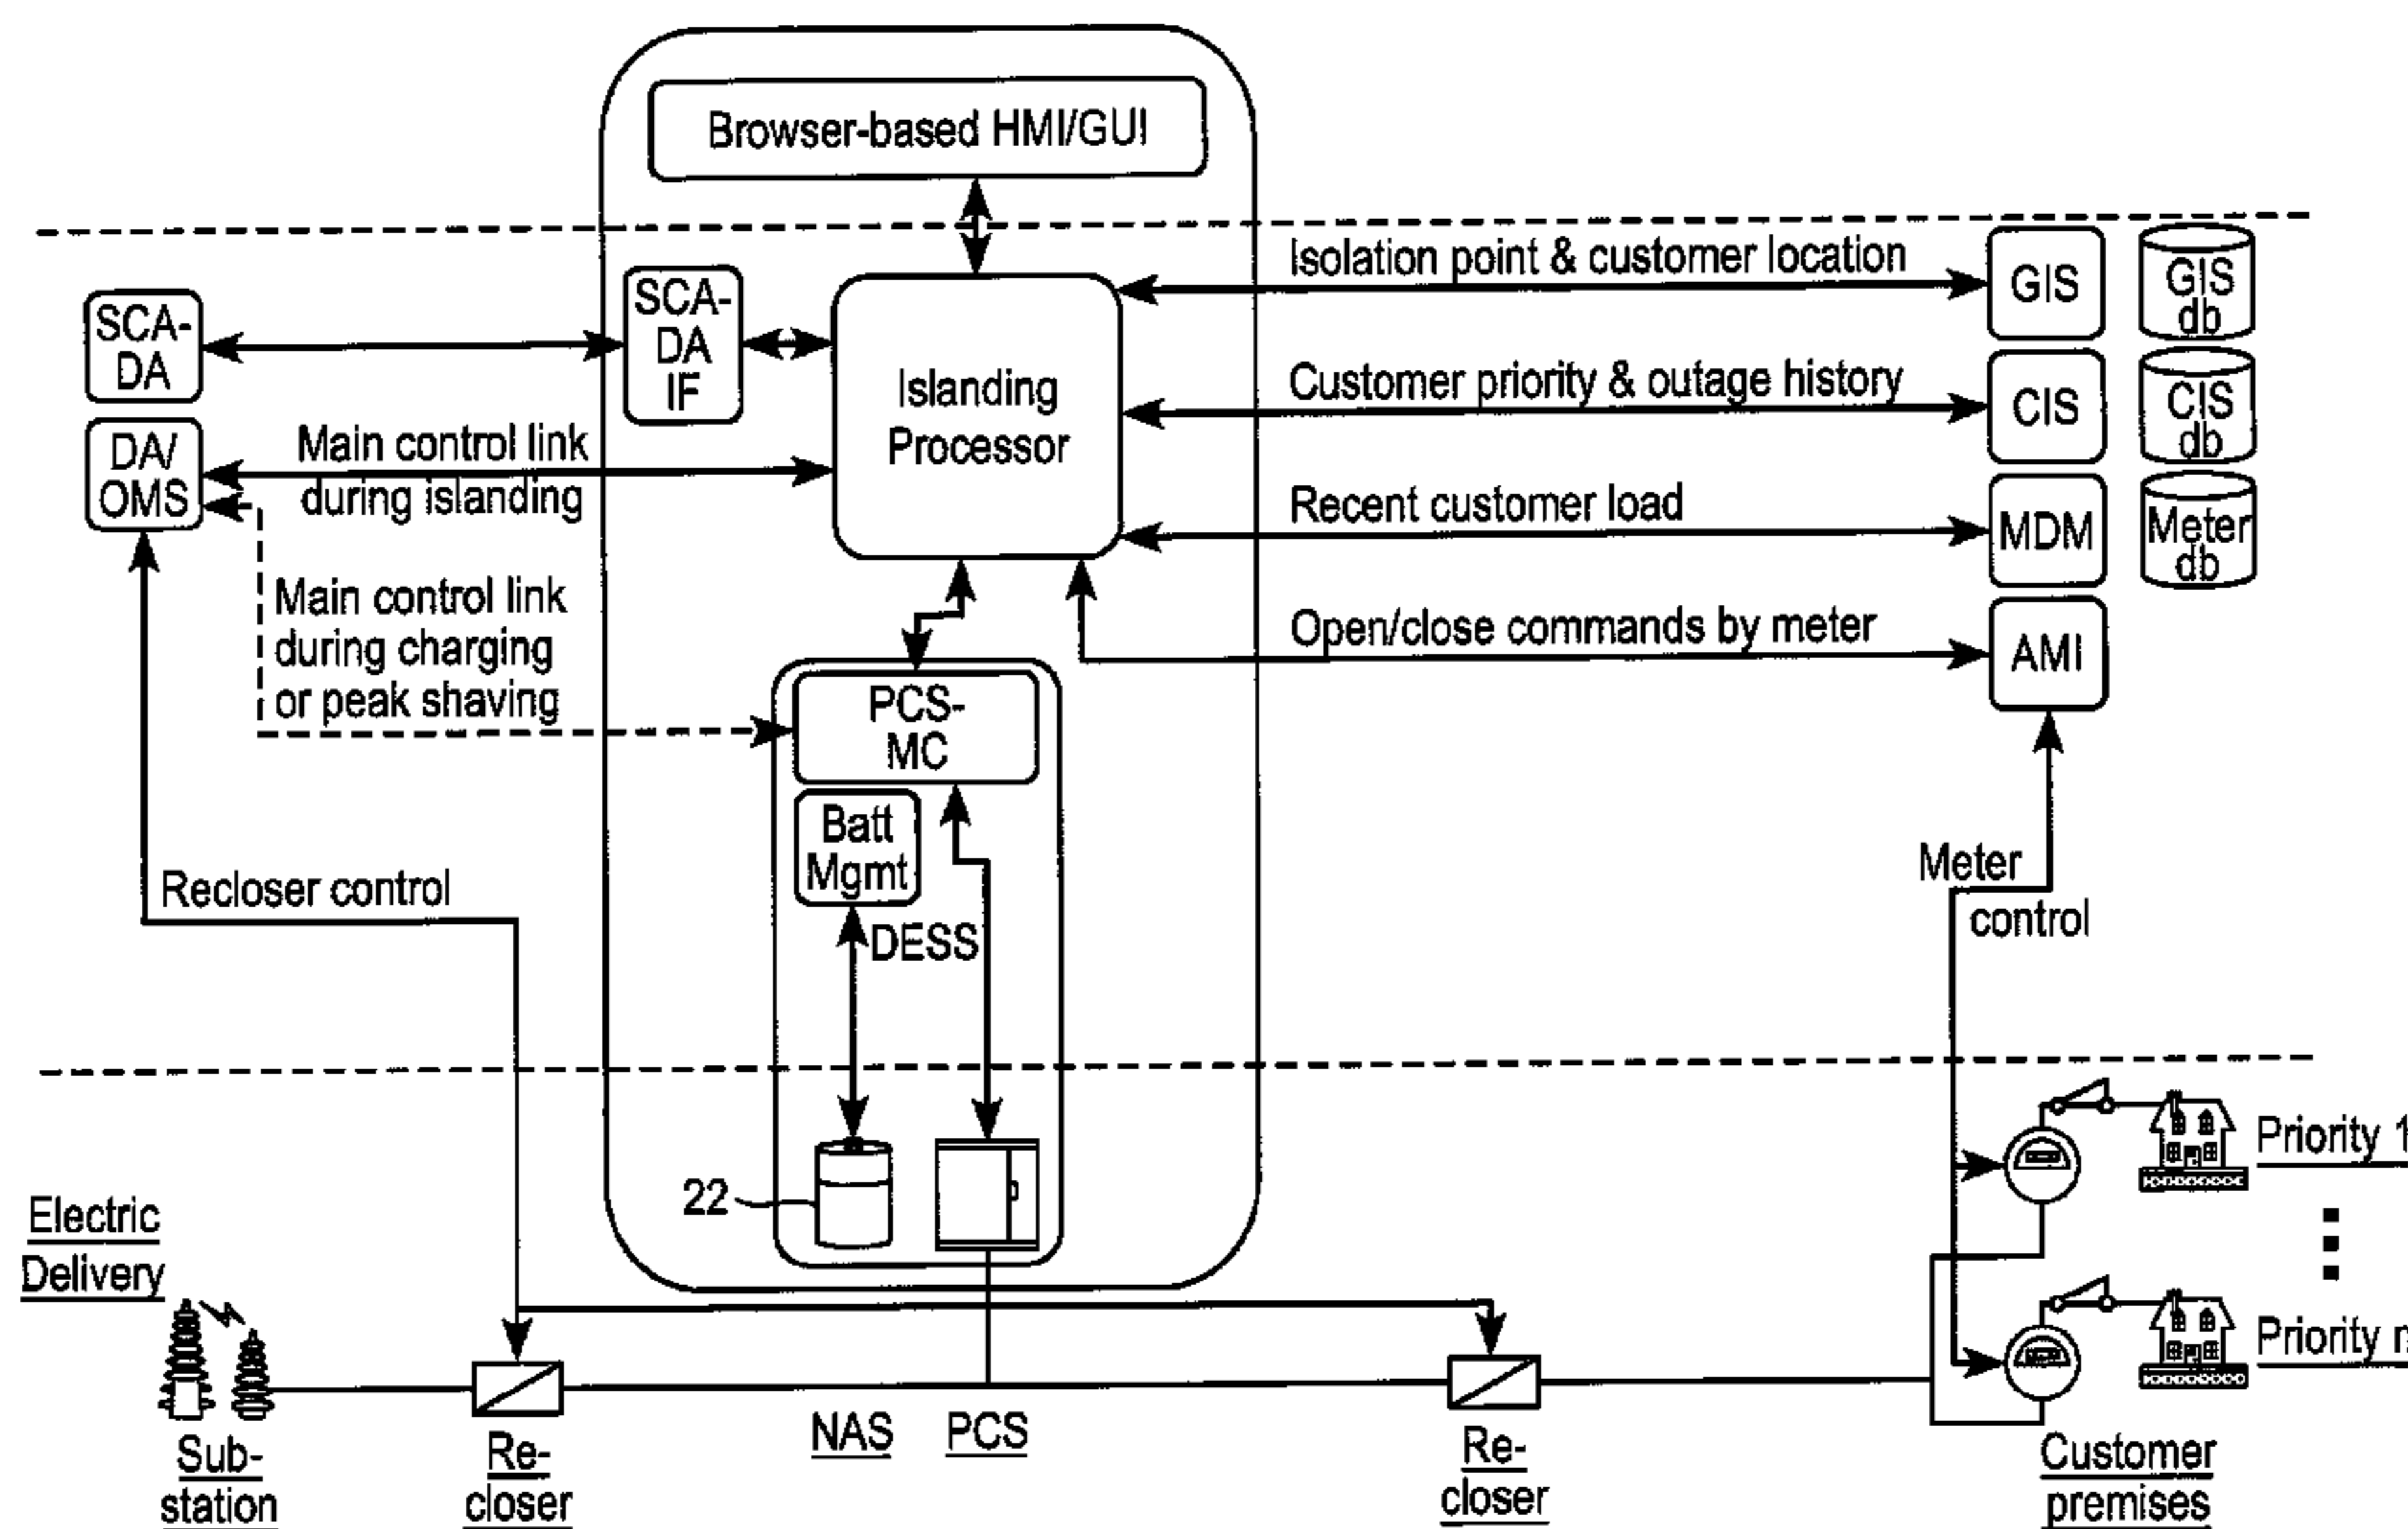 Browser-based HMI/GUI
SCA-
DA
SCA-
DA
IF
Islanding
Processor
Isolation point & customer location
GIS
GIS
db
Customer priority & outage history
CIS
CIS
db
DA/
OMS
Main control link
during islanding
Recent customer load
MDM
Meter
db
Main control link
during charging
or peak shaving
Open/close commands by meter
AMI
PCS-
MC
Batt
Mgmt
DESS
Recloser control
Meter
control
22
Electric
Delivery
Priority 1
Priority n
Sub-
station
Re-
closer
NAS
PCS
Re-
closer
Customer
premises